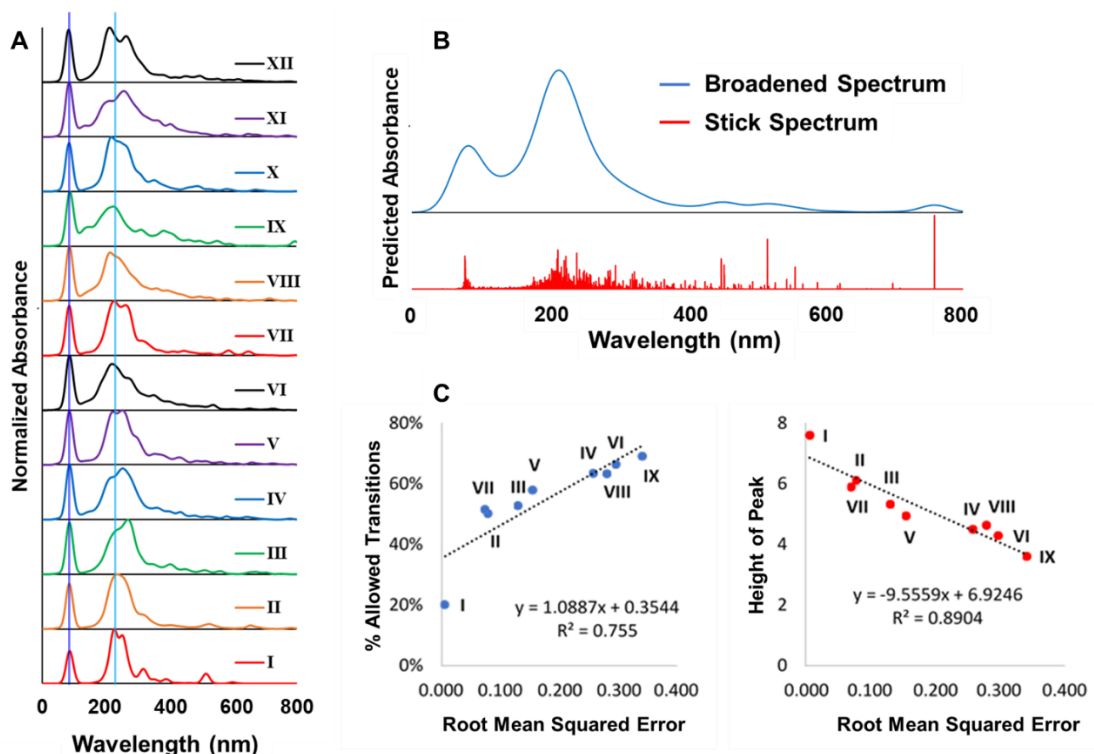 A
Normalized Absorbance
XII
XI
X
IX
VIII
VII
VI
V
IV
III
II
I
0 200 400 600 800
Wavelength (nm)
B
Predicted Absorbance
Broadened Spectrum
Stick Spectrum
0 200 400 600 800
Wavelength (nm)
C
% Allowed Transitions
80%
60%
40%
20%
0%
I
VII
II
III
V
IV
VI
VIII
IX
y = 1.0887x + 0.3544
R² = 0.755
0.000 0.100 0.200 0.300 0.400
Root Mean Squared Error
Height of Peak
8
6
4
2
0
I
II
VII
III
V
IV
VIII
VI
IX
y = -9.5559x + 6.9246
R² = 0.8904
0.000 0.100 0.200 0.300 0.400
Root Mean Squared Error